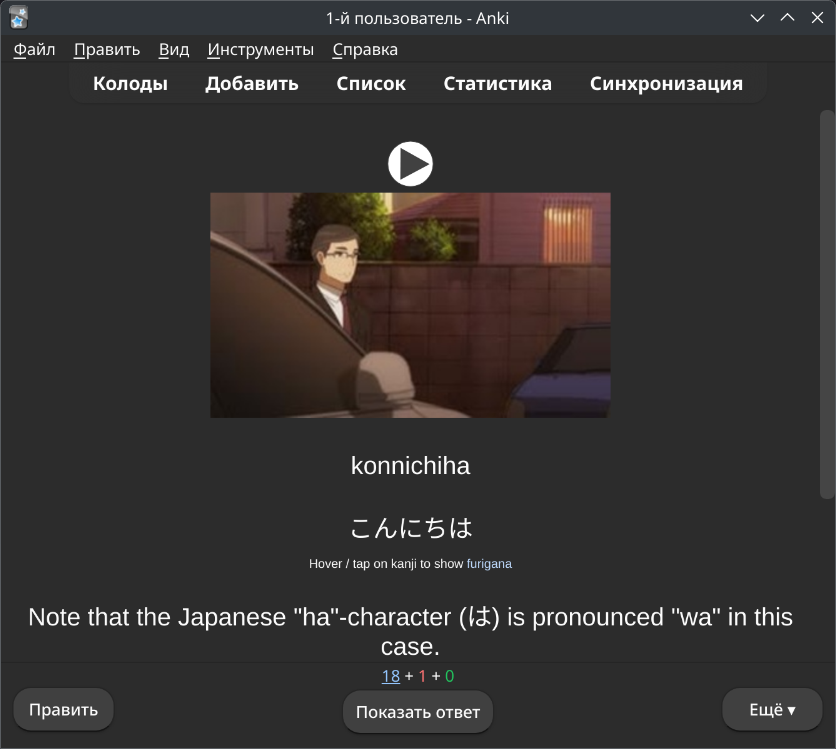 1-й пользователь - Anki
Файл Править Вид Инструменты Справка
Колоды Добавить Список Статистика Синхронизация
konnichiha
こんにちは
Hover / tap on kanji to show furigana
Note that the Japanese "ha"-character (は) is pronounced "wa" in this
case.
18 + 1 + 0
Править Показать ответ Ещё ▾